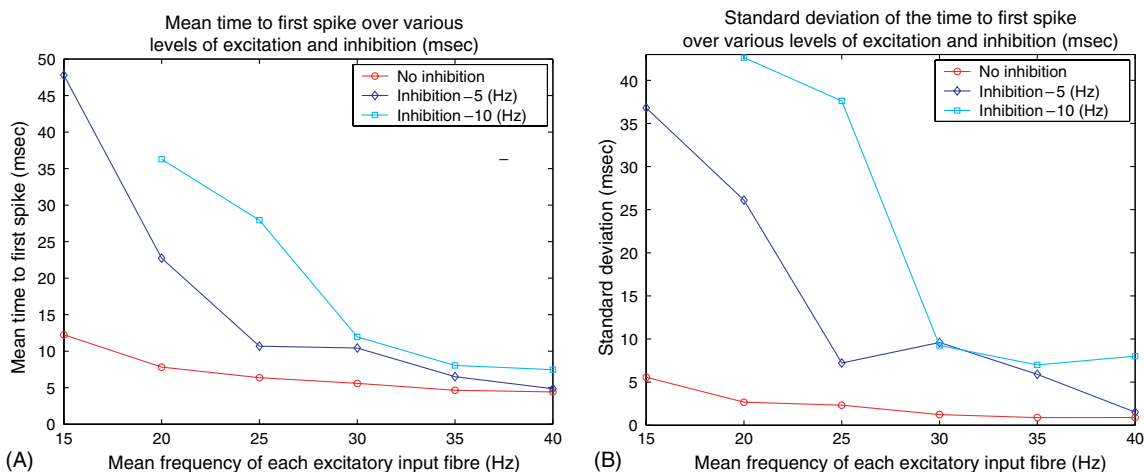 Mean time to first spike over various
levels of excitation and inhibition (msec)
50
45
40
35
30
25
20
15
10
5
0
Mean time to first spike (msec)
No inhibition
Inhibition –5 (Hz)
Inhibition –10 (Hz)
–
15 20 25 30 35 40
(A) Mean frequency of each excitatory input fibre (Hz)
Standard deviation of the time to first spike
over various levels of excitation and inhibition (msec)
40
35
30
25
20
15
10
5
0
Standard deviation (msec)
No inhibition
Inhibition –5 (Hz)
Inhibition –10 (Hz)
15 20 25 30 35 40
(B) Mean frequency of each excitatory input fibre (Hz)